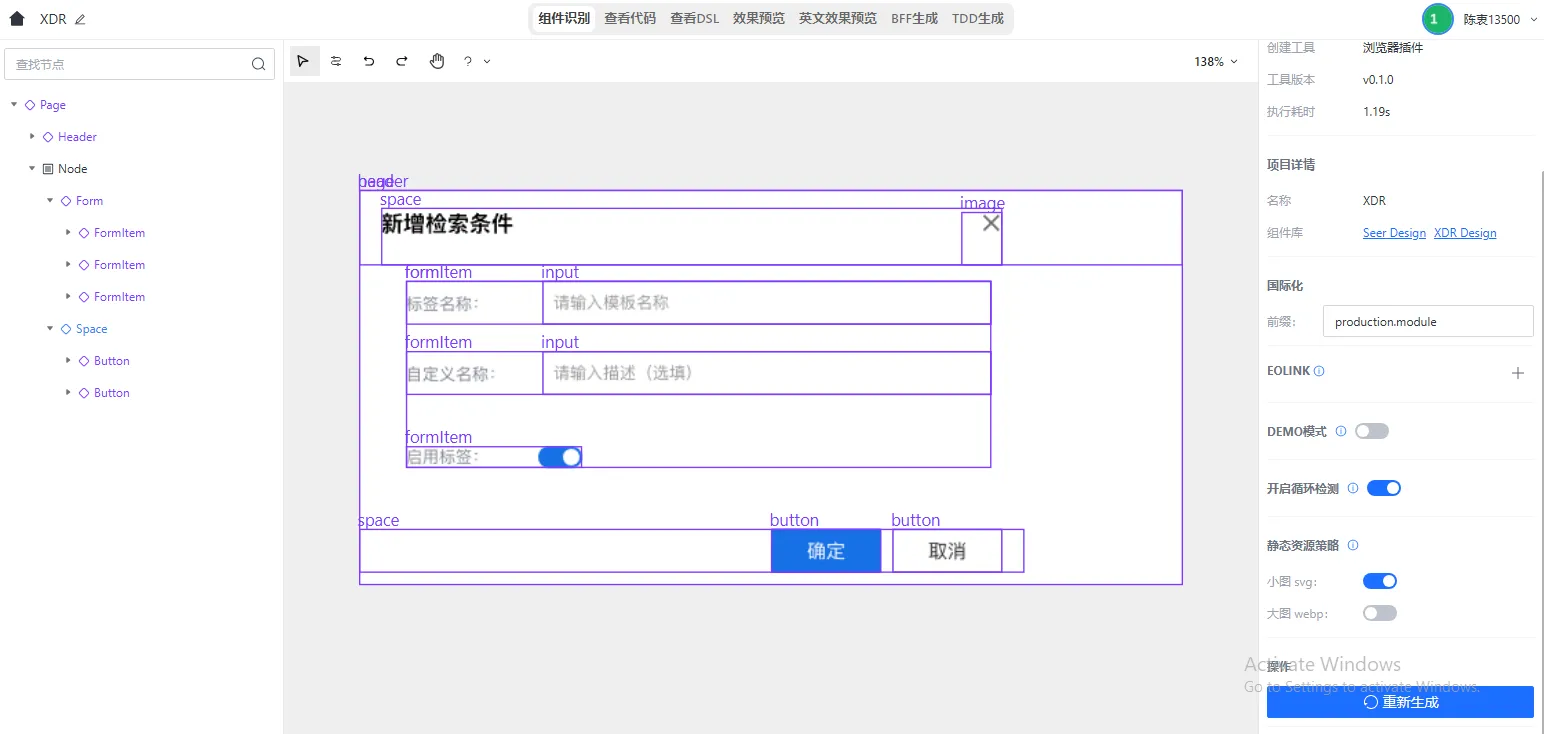 XDR
组件识别 查看代码 查看DSL 效果预览 英文效果预览 BFF生成 TDD生成
1 陈衷13500
查找节点
Page
Header
Node
Form
FormItem
FormItem
FormItem
Space
Button
Button
? 138%
header
space
新增检索条件
image
formItem input
标签名称: 请输入模板名称
formItem input
自定义名称: 请输入描述（选填）
formItem
启用标签:
space button button
确定 取消
创建工具 浏览器插件
工具版本 v0.1.0
执行耗时 1.19s
项目详情
名称 XDR
组件库 Seer Design XDR Design
国际化
前缀: production.module
EOLINK
DEMO模式
开启循环检测
静态资源策略
小图 svg:
大图 webp:
操作
Activate Windows
Go to Settings to activate Windows.
重新生成